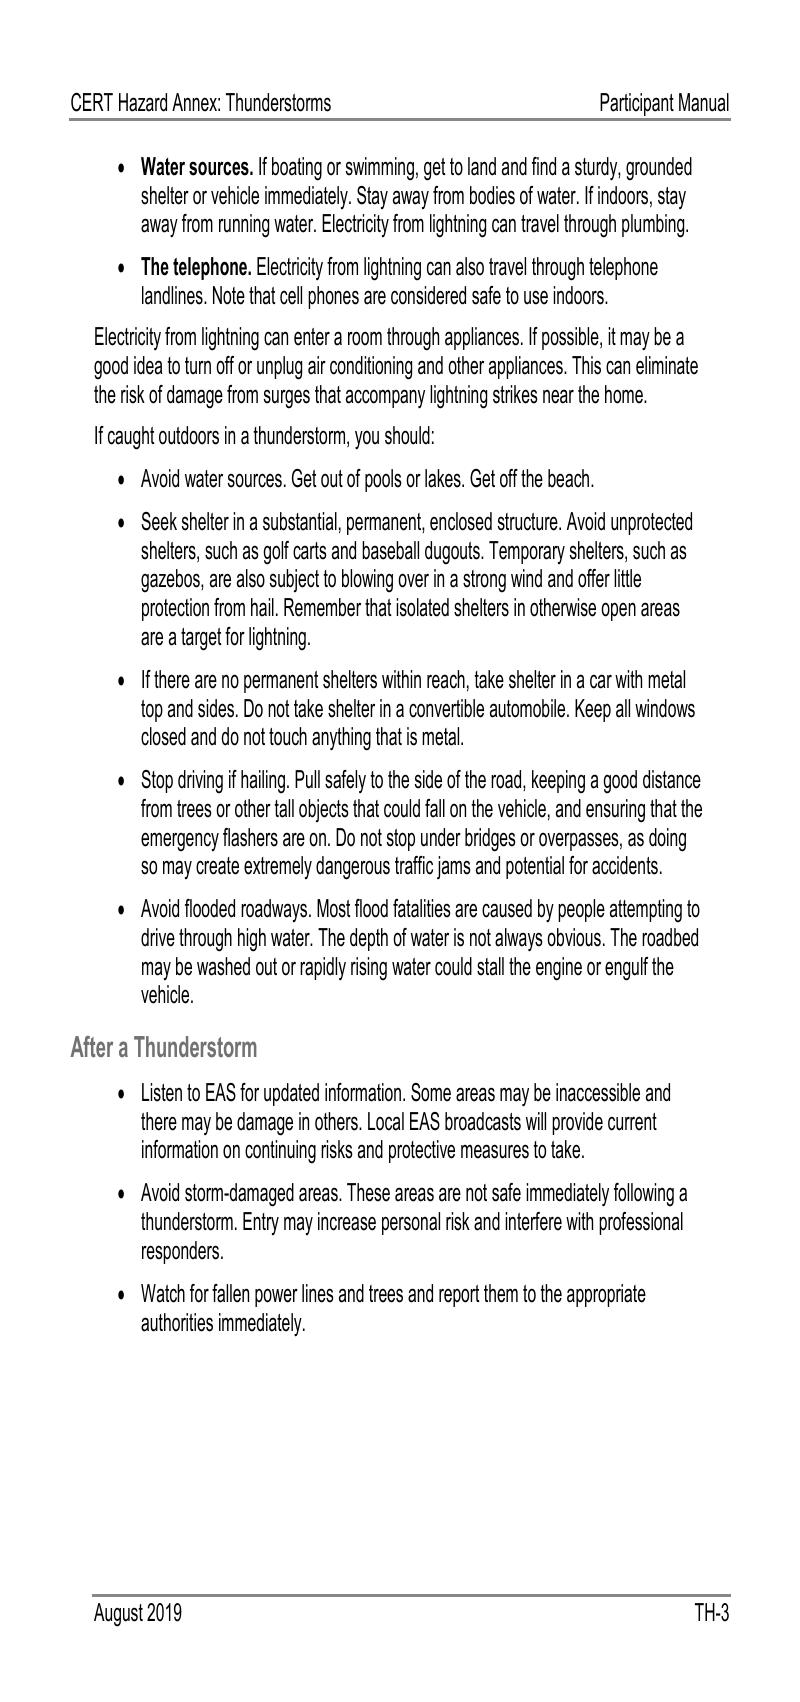 CERT Hazard Annex: Thunderstorms Participant Manual
• Water sources. If boating or swimming, get to land and find a sturdy, grounded
shelter or vehicle immediately. Stay away from bodies of water. If indoors, stay
away from running water. Electricity from lightning can travel through plumbing.
• The telephone. Electricity from lightning can also travel through telephone
landlines. Note that cell phones are considered safe to use indoors.
Electricity from lightning can enter a room through appliances. If possible, it may be a
good idea to turn off or unplug air conditioning and other appliances. This can eliminate
the risk of damage from surges that accompany lightning strikes near the home.
If caught outdoors in a thunderstorm, you should:
• Avoid water sources. Get out of pools or lakes. Get off the beach.
• Seek shelter in a substantial, permanent, enclosed structure. Avoid unprotected
shelters, such as golf carts and baseball dugouts. Temporary shelters, such as
gazebos, are also subject to blowing over in a strong wind and offer little
protection from hail. Remember that isolated shelters in otherwise open areas
are a target for lightning.
• If there are no permanent shelters within reach, take shelter in a car with metal
top and sides. Do not take shelter in a convertible automobile. Keep all windows
closed and do not touch anything that is metal.
• Stop driving if hailing. Pull safely to the side of the road, keeping a good distance
from trees or other tall objects that could fall on the vehicle, and ensuring that the
emergency flashers are on. Do not stop under bridges or overpasses, as doing
so may create extremely dangerous traffic jams and potential for accidents.
• Avoid flooded roadways. Most flood fatalities are caused by people attempting to
drive through high water. The depth of water is not always obvious. The roadbed
may be washed out or rapidly rising water could stall the engine or engulf the
vehicle.
After a Thunderstorm
• Listen to EAS for updated information. Some areas may be inaccessible and
there may be damage in others. Local EAS broadcasts will provide current
information on continuing risks and protective measures to take.
• Avoid storm-damaged areas. These areas are not safe immediately following a
thunderstorm. Entry may increase personal risk and interfere with professional
responders.
• Watch for fallen power lines and trees and report them to the appropriate
authorities immediately.
August 2019 TH-3